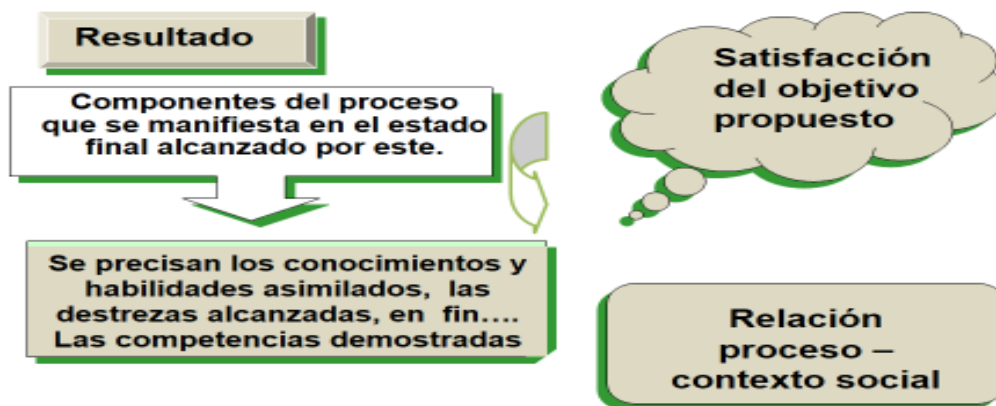 Resultado
Componentes del proceso
que se manifiesta en el estado
final alcanzado por este.
Se precisan los conocimientos y
habilidades asimilados, las
destrezas alcanzadas, en fin....
Las competencias demostradas
Satisfacción
del objetivo
propuesto
Relación
proceso –
contexto social